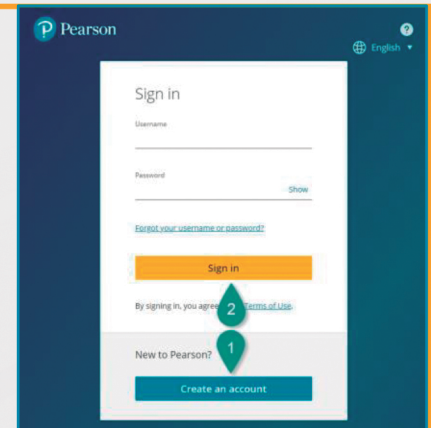 Pearson
?
English
Sign in
Username
Password
Show
Forgot your username or password?
Sign in
By signing in, you agree Terms of Use.
2
New to Pearson?
1
Create an account